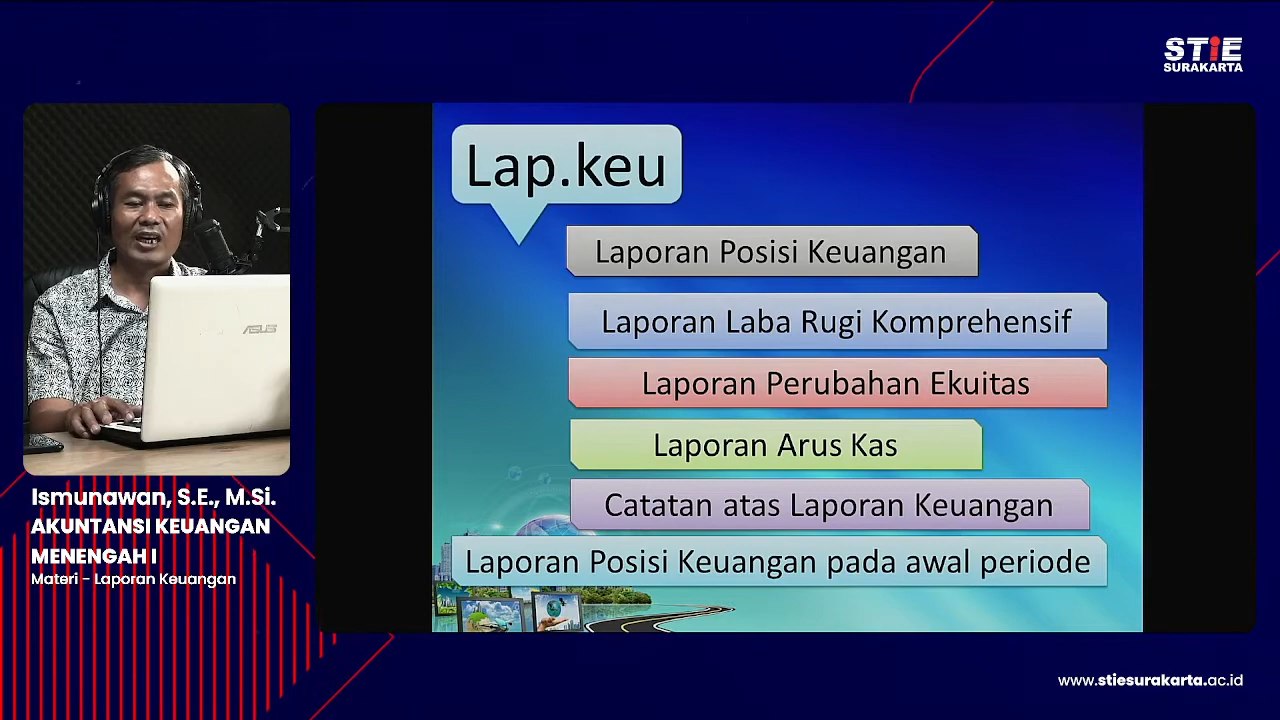 STiE
SURAKARTA
Lap.keu
Laporan Posisi Keuangan
Laporan Laba Rugi Komprehensif
Laporan Perubahan Ekuitas
Laporan Arus Kas
Catatan atas Laporan Keuangan
Laporan Posisi Keuangan pada awal periode
ASUS
Ismunawan, S.E., M.Si.
AKUNTANSI KEUANGAN
MENENGAH I
Materi - Laporan Keuangan
www.stiesurakarta.ac.id